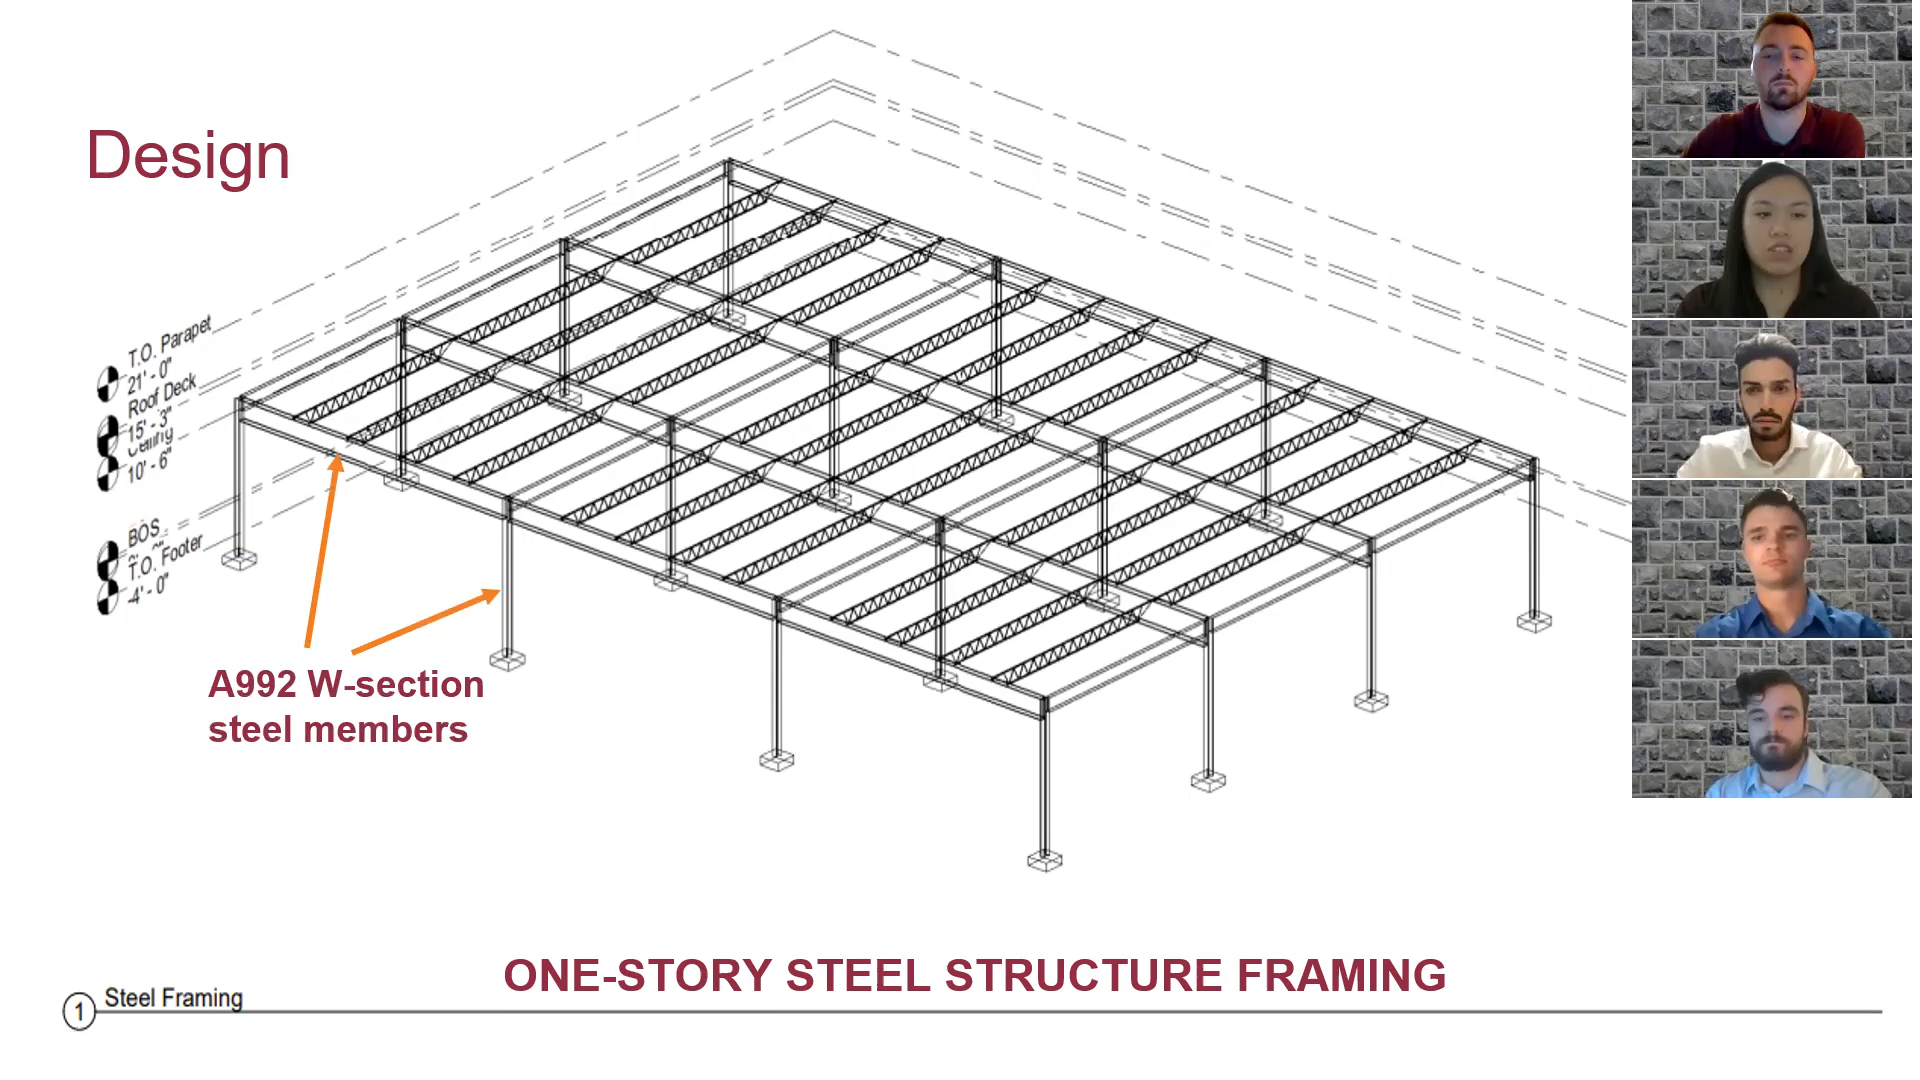 Design
T.O. Parapet
21' - 0"
Roof Deck
15' - 3"
Ceiling
10' - 6"
BOS
T.O. Footer
-4' - 0"
A992 W-section
steel members
ONE-STORY STEEL STRUCTURE FRAMING
1
Steel Framing